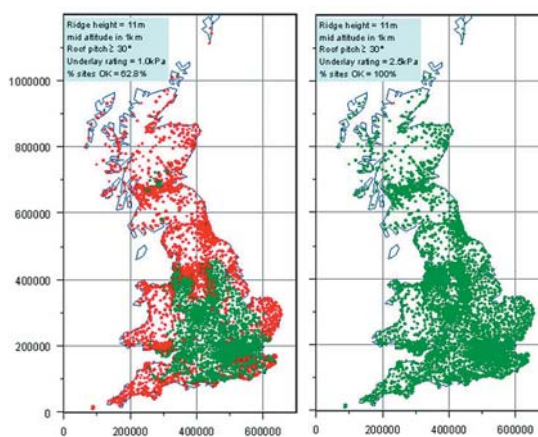 Ridge height = 11m
mid altitude in 1km
Roof pitch ≥ 30°
Underlay rating = 1.0kPa
% sites OK = 62.8%
Ridge height = 11m
mid altitude in 1km
Roof pitch ≥ 30°
Underlay rating = 2.5kPa
% sites OK = 100%
1000000
800000
600000
400000
200000
0
0
200000
400000
600000
0
200000
400000
600000